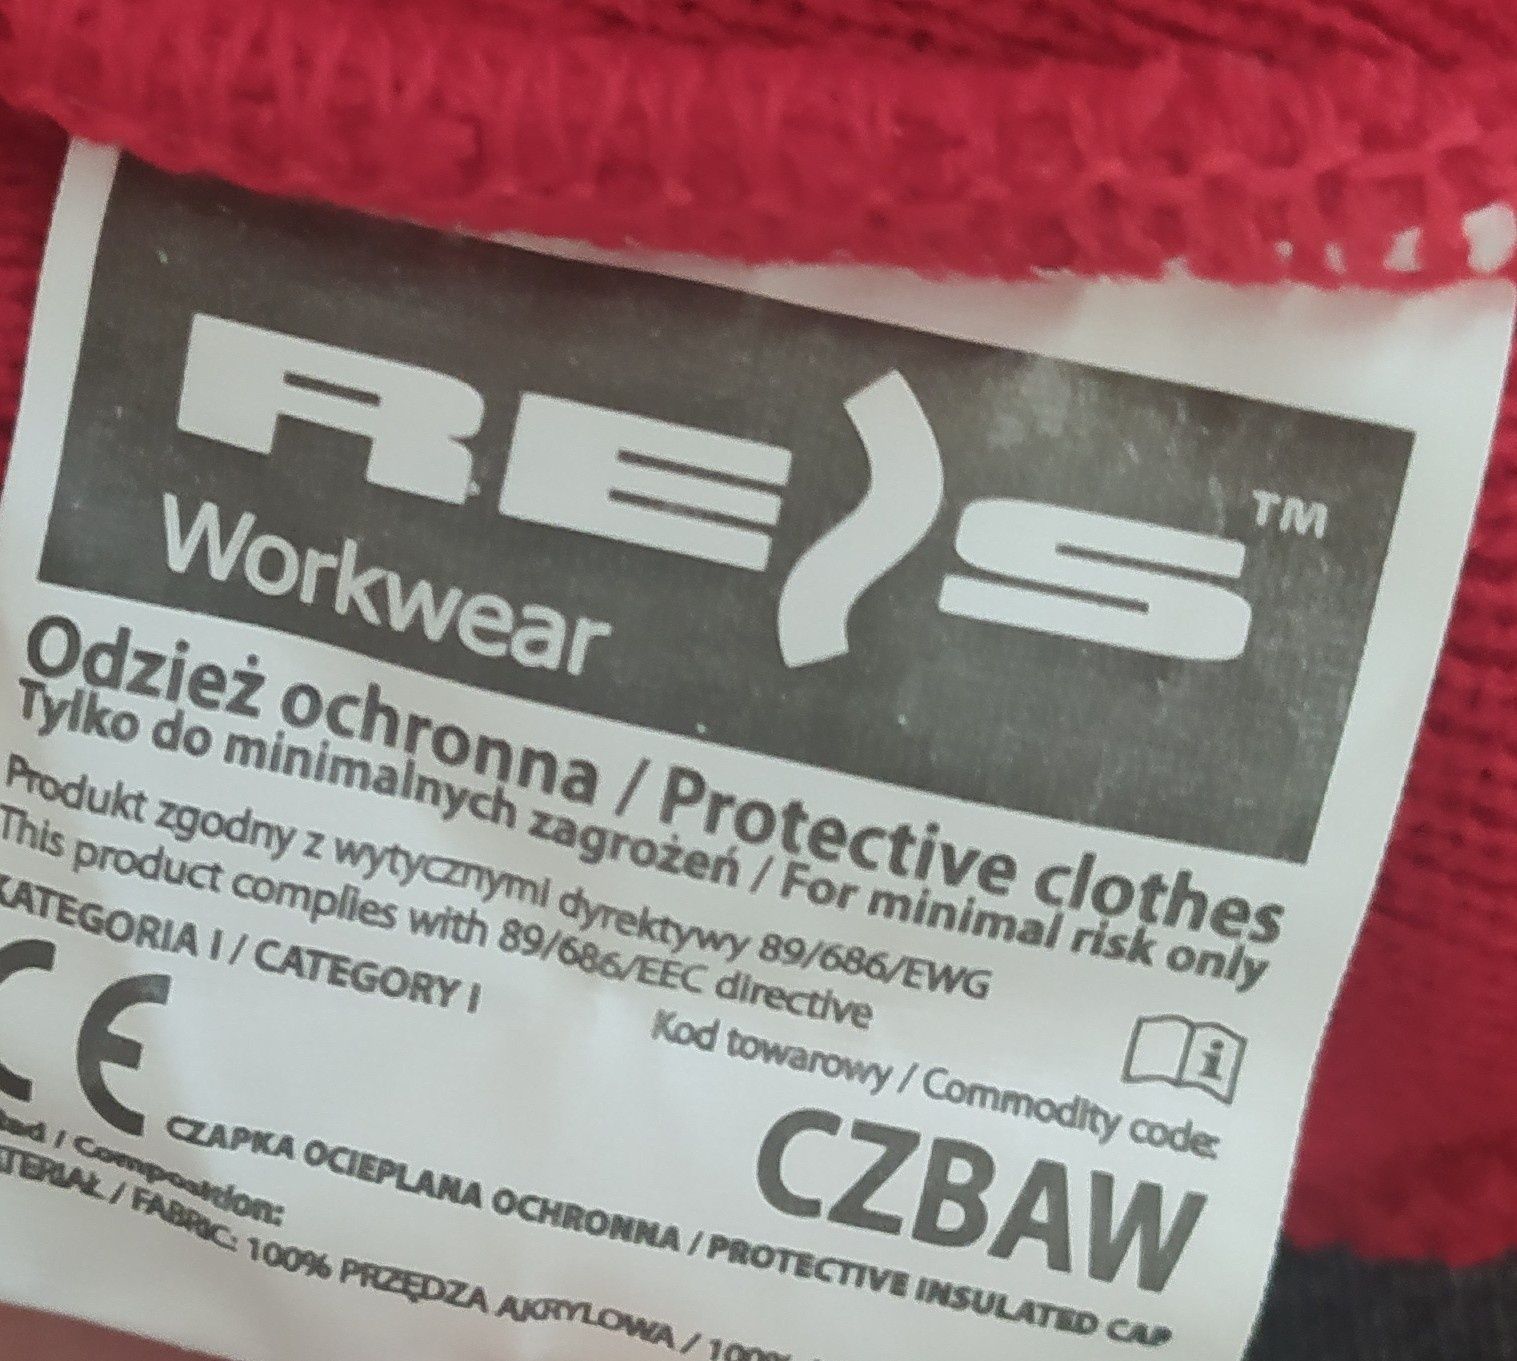 REIS™
Workwear
Odzież ochronna / Protective clothes
Tylko do minimalnych zagrożeń / For minimal risk only
Produkt zgodny z wytycznymi dyrektywy 89/686/EWG
This product complies with 89/686/EEC directive
KATEGORIA I / CATEGORY I
Kod towarowy / Commodity code:
CE
CZBAW
CZAPKA OCIEPLANA OCHRONNA / PROTECTIVE INSULATED CAP
/ Composition:
/ FABRIC: 100% PRZĘDZA AKRYLOWA / 100%